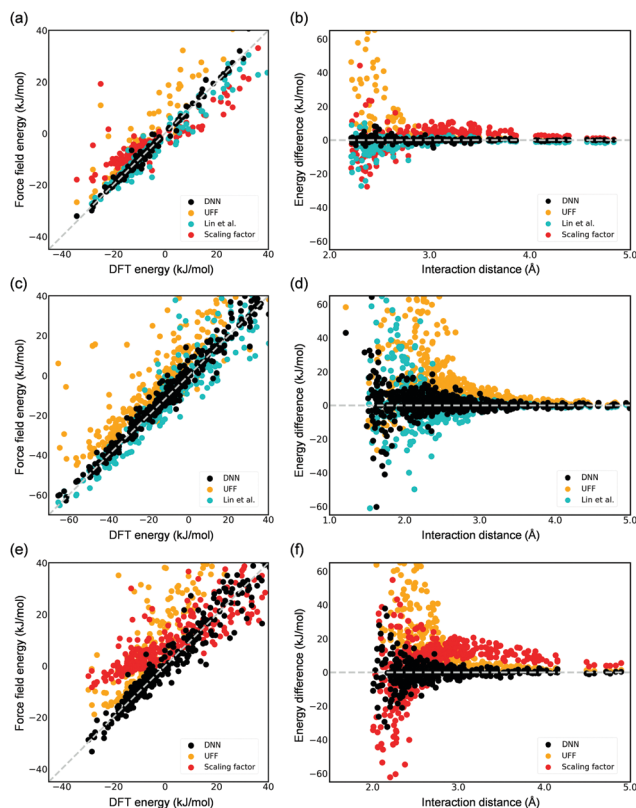 (a)
40
20
0
−20
−40
−40
−20
0
20
40
Force field energy (kJ/mol)
DFT energy (kJ/mol)
DNN
UFF
Lin et al.
Scaling factor
(b)
60
40
20
0
−20
−40
−60
2.0
3.0
4.0
5.0
Energy difference (kJ/mol)
Interaction distance (Å)
DNN
UFF
Lin et al.
Scaling factor
(c)
40
20
0
−20
−40
−60
−60
−40
−20
0
20
40
Force field energy (kJ/mol)
DFT energy (kJ/mol)
DNN
UFF
Lin et al.
(d)
60
40
20
0
−20
−40
−60
1.0
2.0
3.0
4.0
5.0
Energy difference (kJ/mol)
Interaction distance (Å)
DNN
UFF
Lin et al.
(e)
40
20
0
−20
−40
−40
−20
0
20
40
Force field energy (kJ/mol)
DFT energy (kJ/mol)
DNN
UFF
Scaling factor
(f)
60
40
20
0
−20
−40
−60
2.0
3.0
4.0
5.0
Energy difference (kJ/mol)
Interaction distance (Å)
DNN
UFF
Scaling factor